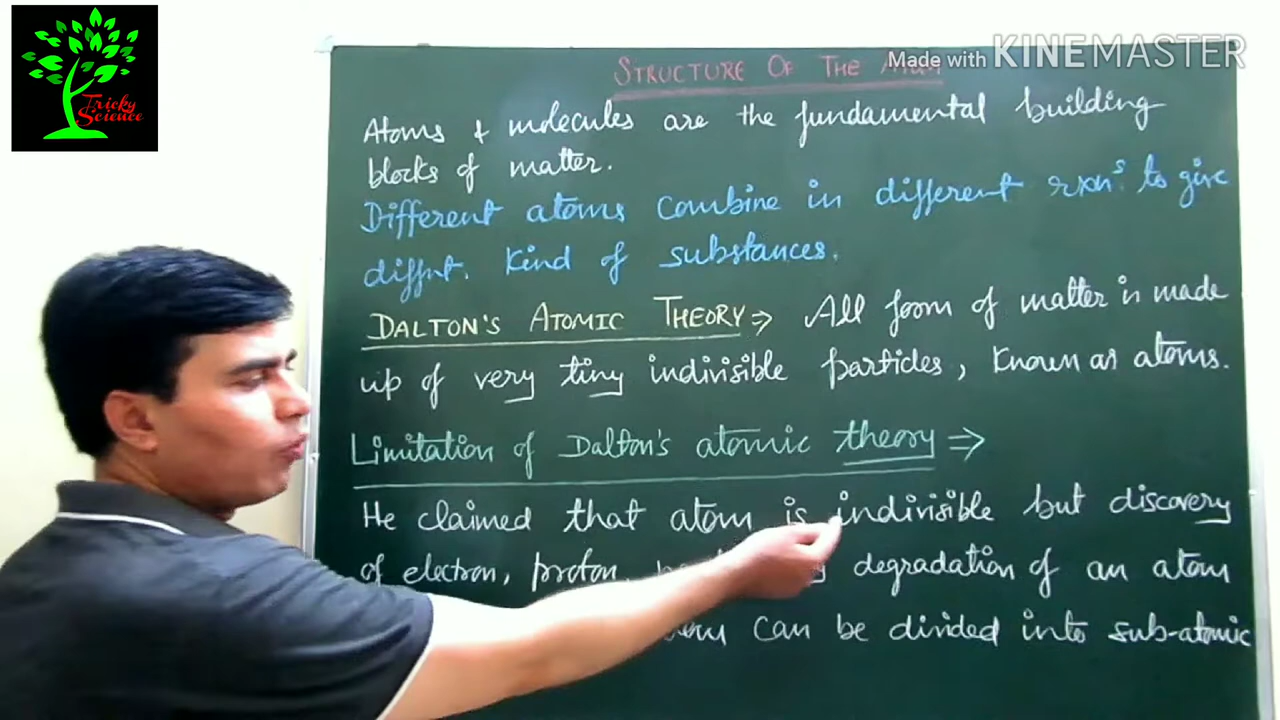 Tricky
Science
Made with KINEMASTER
STRUCTURE OF THE
Atoms & molecules are the fundamental building
blocks of matter.
Different atoms combine in different rxns. to give
diffnt. kind of substances.
DALTON'S ATOMIC THEORY ⇒ All form of matter is made
up of very tiny indivisible particles, known as atoms.
Limitation of Dalton's atomic theory ⇒
He claimed that atom is indivisible but discovery
of electron, proton, degradation of an atom
can be divided into sub-atomic